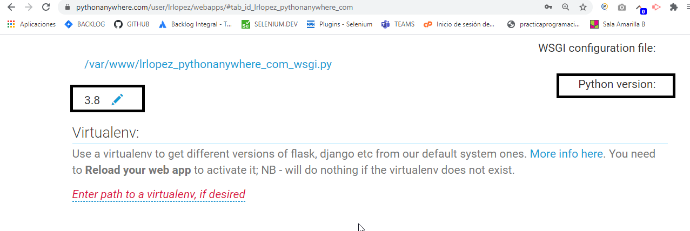 pythonanywhere.com/user/lrlopez/webapps/#tab_id_lrlopez_pythonanywhere_com
Aplicaciones BACKLOG GITHUB Backlog Integral - T... SELENIUM.DEV Plugins - Selenium TEAMS Inicio de sesión de... practicaprogramaci... Sala Amarilla B
WSGI configuration file:
/var/www/lrlopez_pythonanywhere_com_wsgi.py
Python version:
3.8
Virtualenv:
Use a virtualenv to get different versions of flask, django etc from our default system ones. More info here. You need
to Reload your web app to activate it; NB - will do nothing if the virtualenv does not exist.
Enter path to a virtualenv, if desired